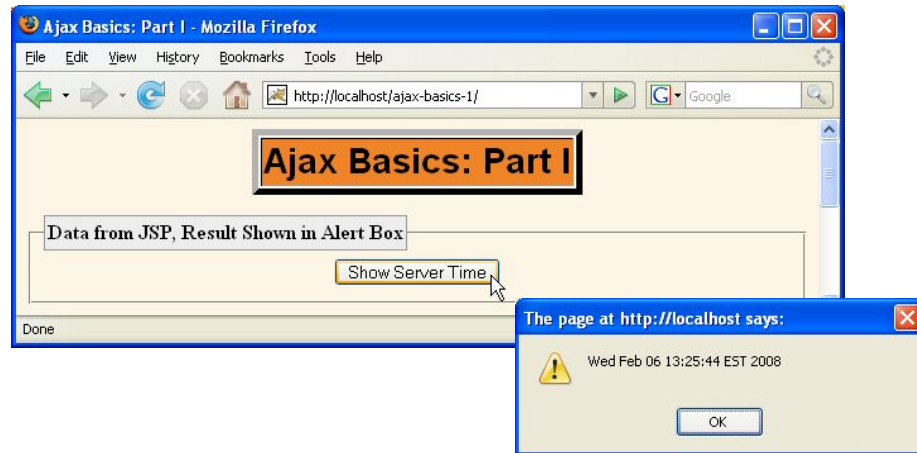 Ajax Basics: Part I - Mozilla Firefox
File Edit View History Bookmarks Tools Help
http://localhost/ajax-basics-1/ G Google
Ajax Basics: Part I
Data from JSP, Result Shown in Alert Box
Show Server Time
Done
The page at http://localhost says:
Wed Feb 06 13:25:44 EST 2008
OK